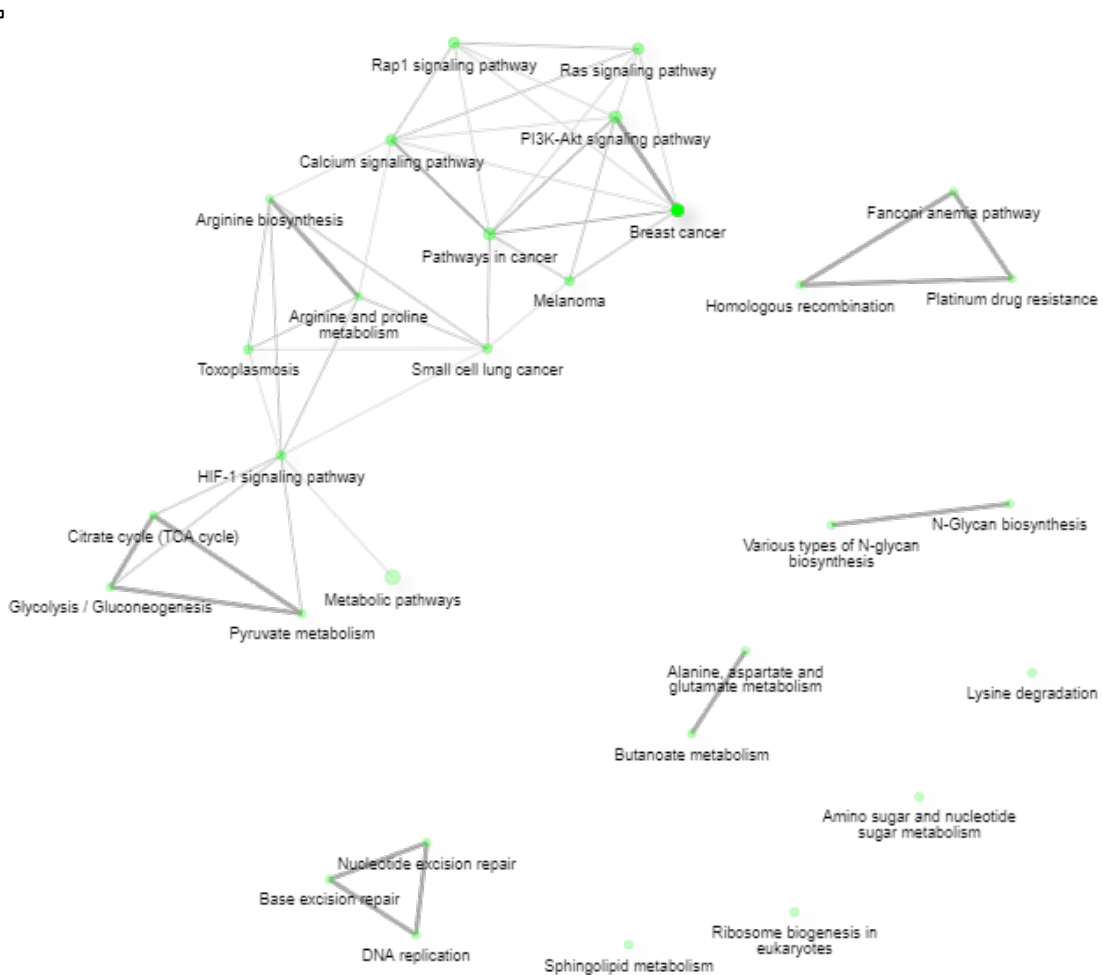 Rap1 signaling pathway
Ras signaling pathway
PI3K-Akt signaling pathway
Calcium signaling pathway
Arginine biosynthesis
Fanconi anemia pathway
Breast cancer
Pathways in cancer
Melanoma
Homologous recombination
Platinum drug resistance
Arginine and proline
metabolism
Toxoplasmosis
Small cell lung cancer
HIF-1 signaling pathway
Citrate cycle (TCA cycle)
N-Glycan biosynthesis
Various types of N-glycan
biosynthesis
Metabolic pathways
Glycolysis / Gluconeogenesis
Pyruvate metabolism
Alanine, aspartate and
glutamate metabolism
Lysine degradation
Butanoate metabolism
Amino sugar and nucleotide
sugar metabolism
Nucleotide excision repair
Base excision repair
Ribosome biogenesis in
eukaryotes
DNA replication
Sphingolipid metabolism